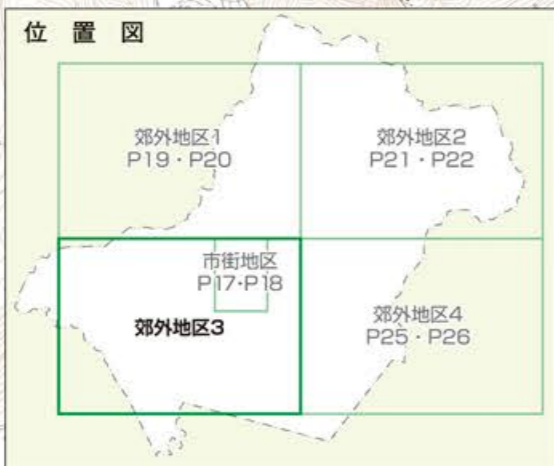 位置図
郊外地区1
P19・P20
郊外地区2
P21・P22
市街地区
P17・P18
郊外地区3
郊外地区4
P25・P26